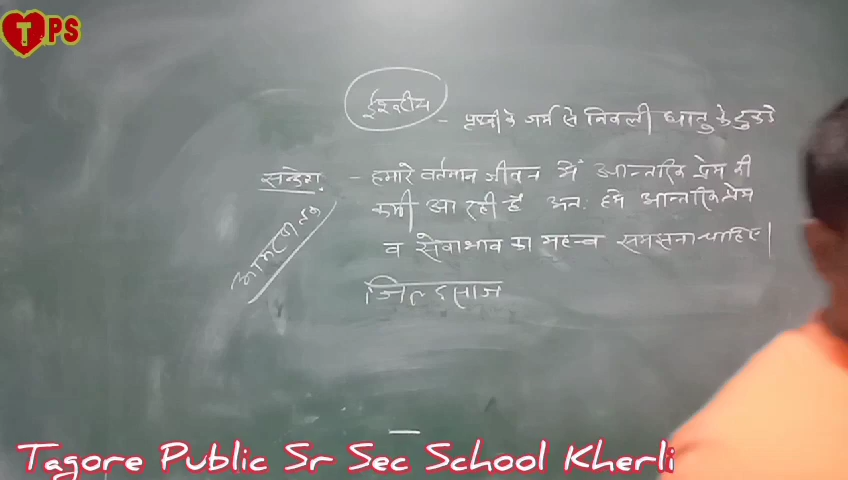 TPS
ईश्वरीय
- पृथ्वी के गर्भ से निकली धातु के टुकडे
सन्देश - हमारे वर्तमान जीवन में आन्तरिक प्रेम की
कमी आ रही है अतः हमे आन्तरिक प्रेम
व सेवाभाव का महत्व समझना चाहिए।
जिल्दसाज
Tagore Public Sr Sec School Kherli